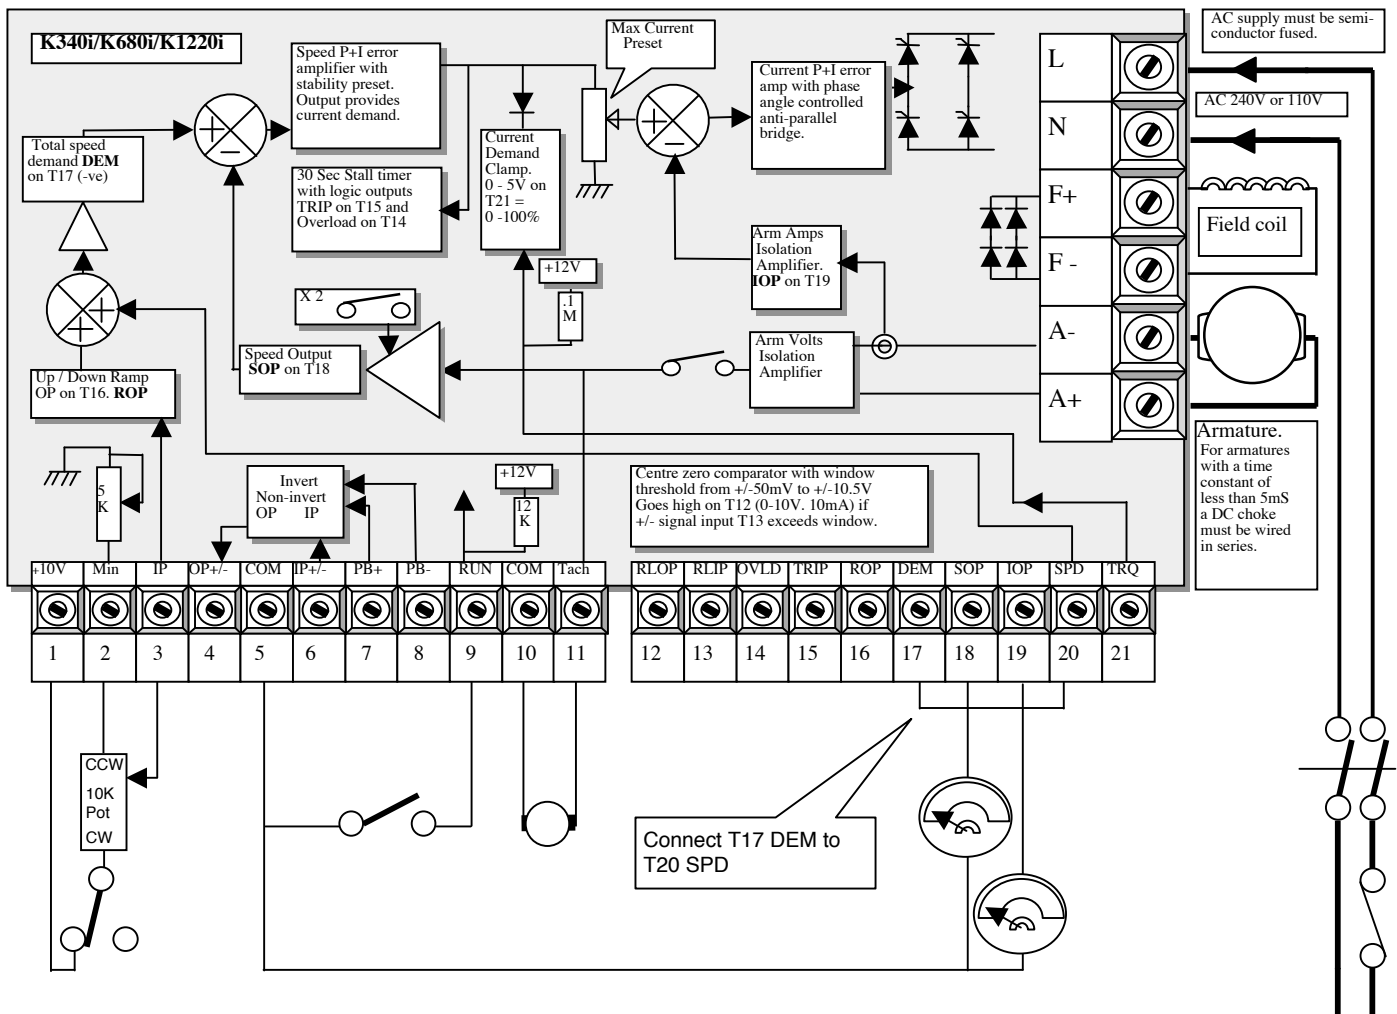 K340i/K680i/K1220i
Speed P+I error
amplifier with
stability preset.
Output provides
current demand.
Max Current
Preset
Current P+I error
amp with phase
angle controlled
anti-parallel
bridge.
L
N
F+
F -
A-
A+
AC supply must be semi-
conductor fused.
AC 240V or 110V
Field coil
Total speed
demand DEM
on T17 (-ve)
+
-
30 Sec Stall timer
with logic outputs
TRIP on T15 and
Overload on T14
Current
Demand
Clamp.
0 - 5V on
T21 =
0 -100%
+
-
Arm Amps
Isolation
Amplifier.
IOP on T19
+12V
.1
M
+
+
X 2
Speed Output
SOP on T18
Arm Volts
Isolation
Amplifier
Up / Down Ramp
OP on T16. ROP
5
K
Invert
Non-invert
OP IP
+12V
12
K
Centre zero comparator with window
threshold from +/-50mV to +/-10.5V
Goes high on T12 (0-10V. 10mA) if
+/- signal input T13 exceeds window.
Armature.
For armatures
with a time
constant of
less than 5mS
a DC choke
must be wired
in series.
+10V Min IP OP+/- COM IP+/- PB+ PB- RUN COM Tach
RLOP RLIP OVLD TRIP ROP DEM SOP IOP SPD TRQ
1 2 3 4 5 6 7 8 9 10 11
12 13 14 15 16 17 18 19 20 21
CCW
10K
Pot
CW
Connect T17 DEM to
T20 SPD